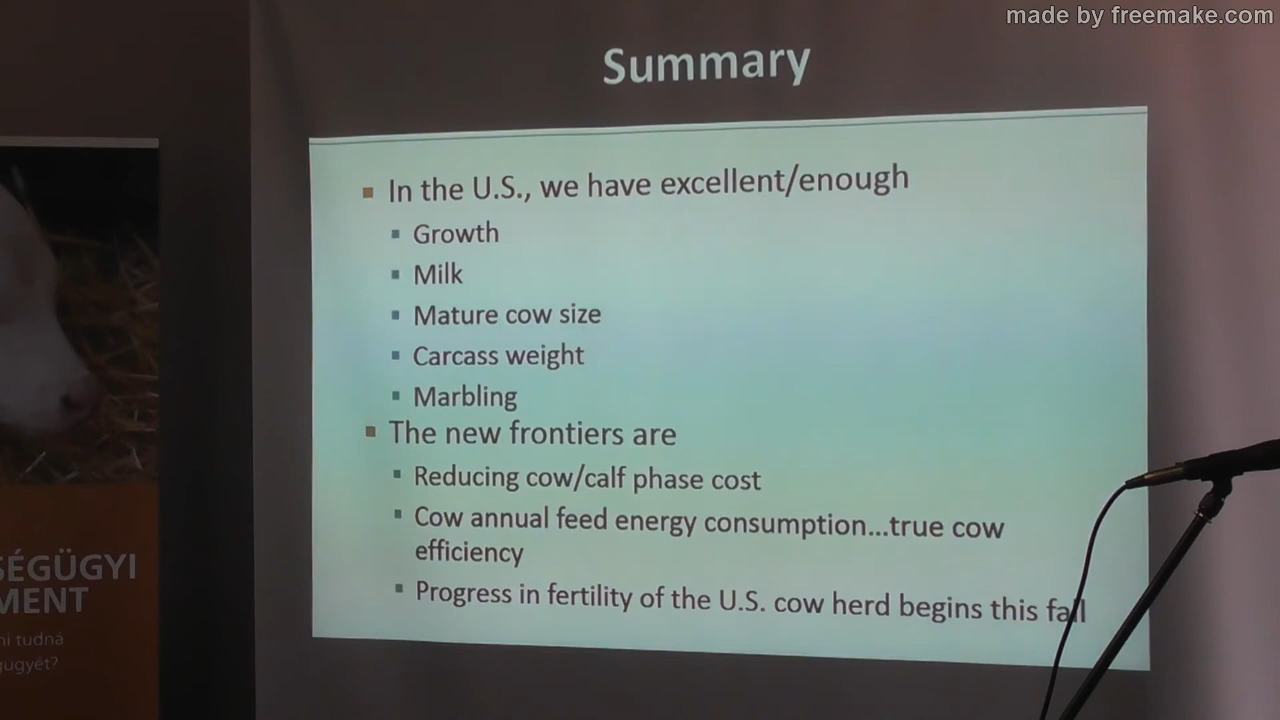 made by freemake.com
Summary
In the U.S., we have excellent/enough
Growth
Milk
Mature cow size
Carcass weight
Marbling
The new frontiers are
Reducing cow/calf phase cost
Cow annual feed energy consumption...true cow
efficiency
Progress in fertility of the U.S. cow herd begins this fall
SÉGÜGYI
MENT
ni tudná